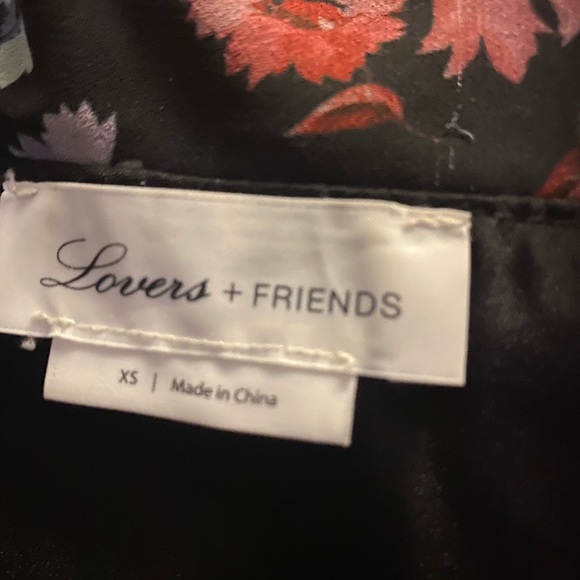 Lovers + FRIENDS
XS | Made in China